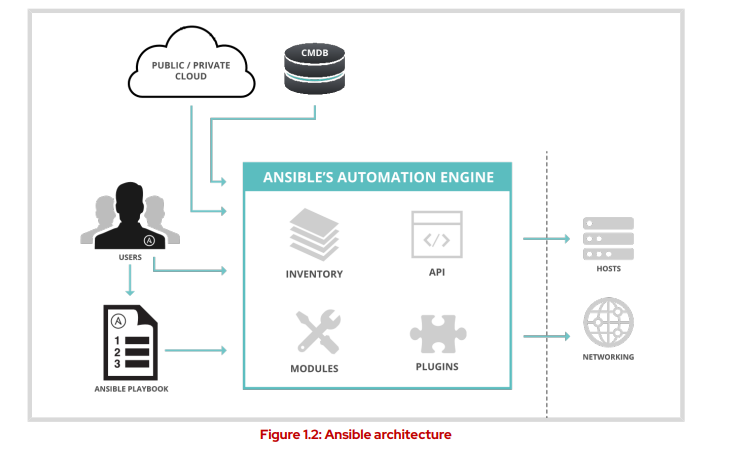 PUBLIC / PRIVATE
CLOUD
CMDB
ANSIBLE'S AUTOMATION ENGINE
USERS
INVENTORY
API
HOSTS
A
1
2
3
ANSIBLE PLAYBOOK
MODULES
PLUGINS
NETWORKING
Figure 1.2: Ansible architecture